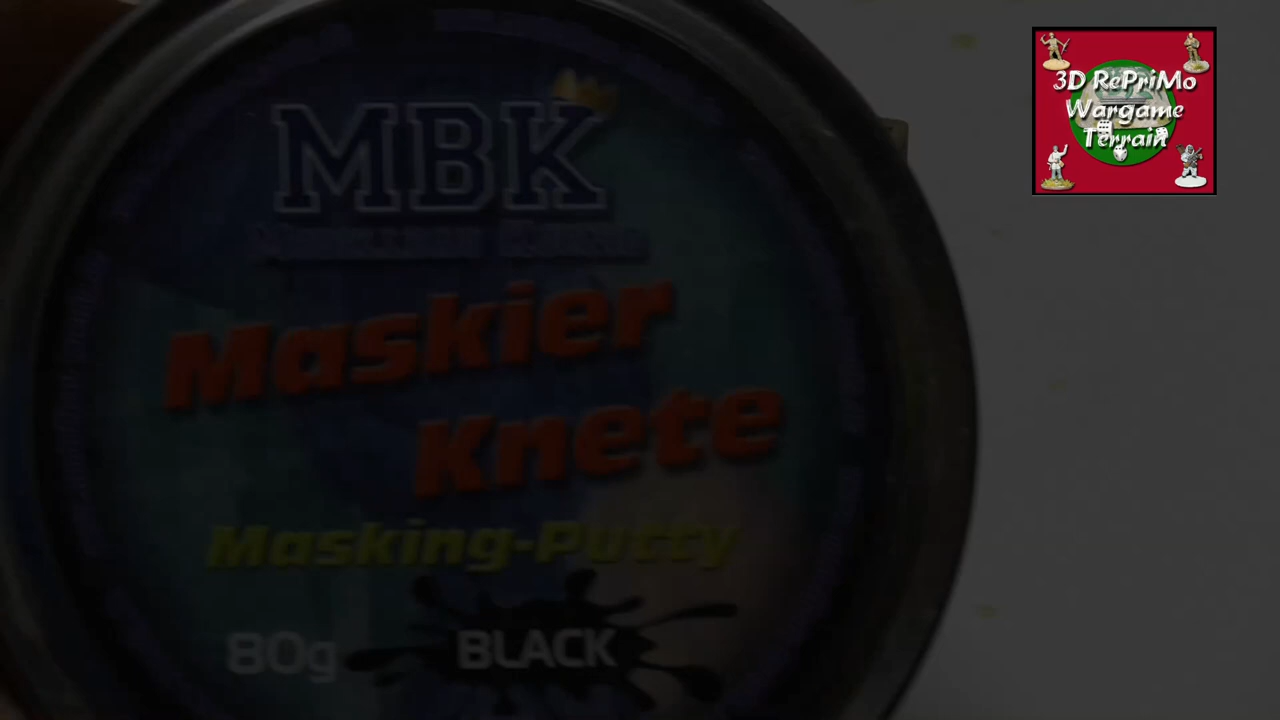 MBK
Maskier
Knete
Masking-Putty
80g
BLACK
3D RePriMo
Wargame
Terrain